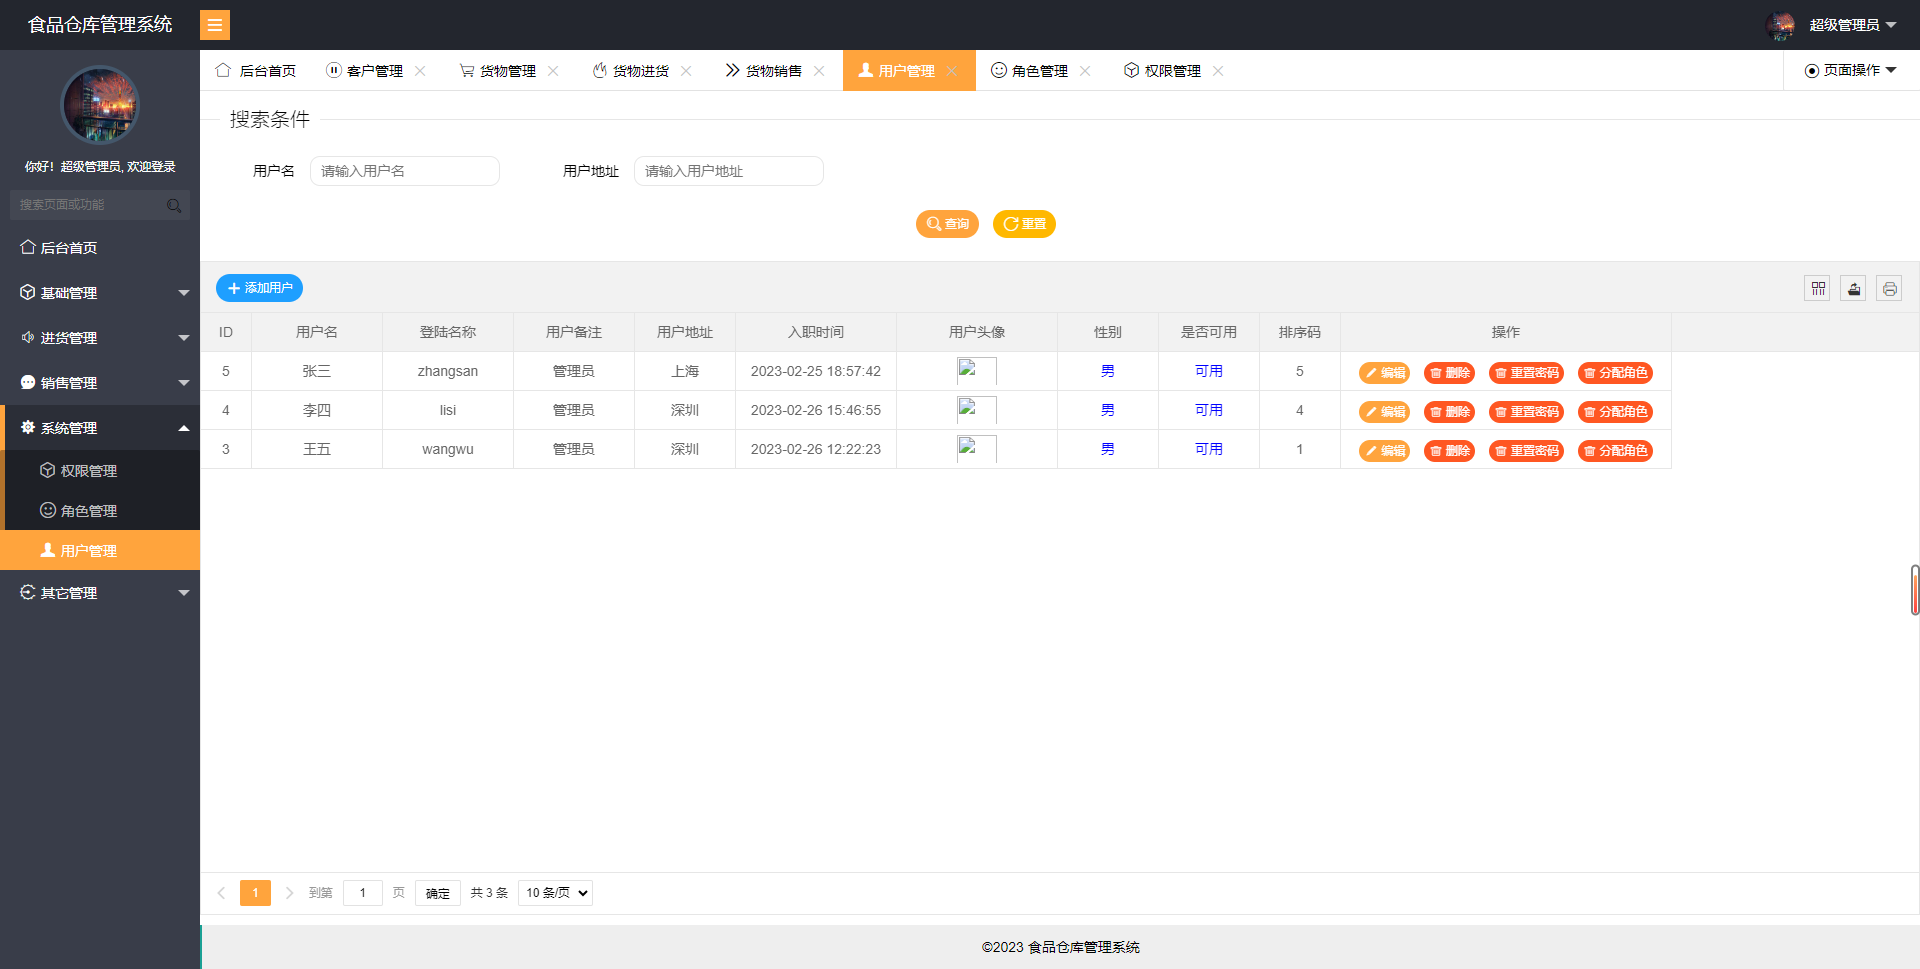 食品仓库管理系统
超级管理员
后台首页 客户管理 货物管理 货物进货 货物销售 用户管理 角色管理 权限管理 页面操作
你好！超级管理员, 欢迎登录
搜索页面或功能
后台首页
基础管理
进货管理
销售管理
系统管理
权限管理
角色管理
用户管理
其它管理
搜索条件
用户名 请输入用户名 用户地址 请输入用户地址
查询 重置
添加用户
ID 用户名 登陆名称 用户备注 用户地址 入职时间 用户头像 性别 是否可用 排序码 操作
5 张三 zhangsan 管理员 上海 2023-02-25 18:57:42 男 可用 5 编辑 删除 重置密码 分配角色
4 李四 lisi 管理员 深圳 2023-02-26 15:46:55 男 可用 4 编辑 删除 重置密码 分配角色
3 王五 wangwu 管理员 深圳 2023-02-26 12:22:23 男 可用 1 编辑 删除 重置密码 分配角色
1 到第 1 页 确定 共 3 条 10 条/页
©2023 食品仓库管理系统